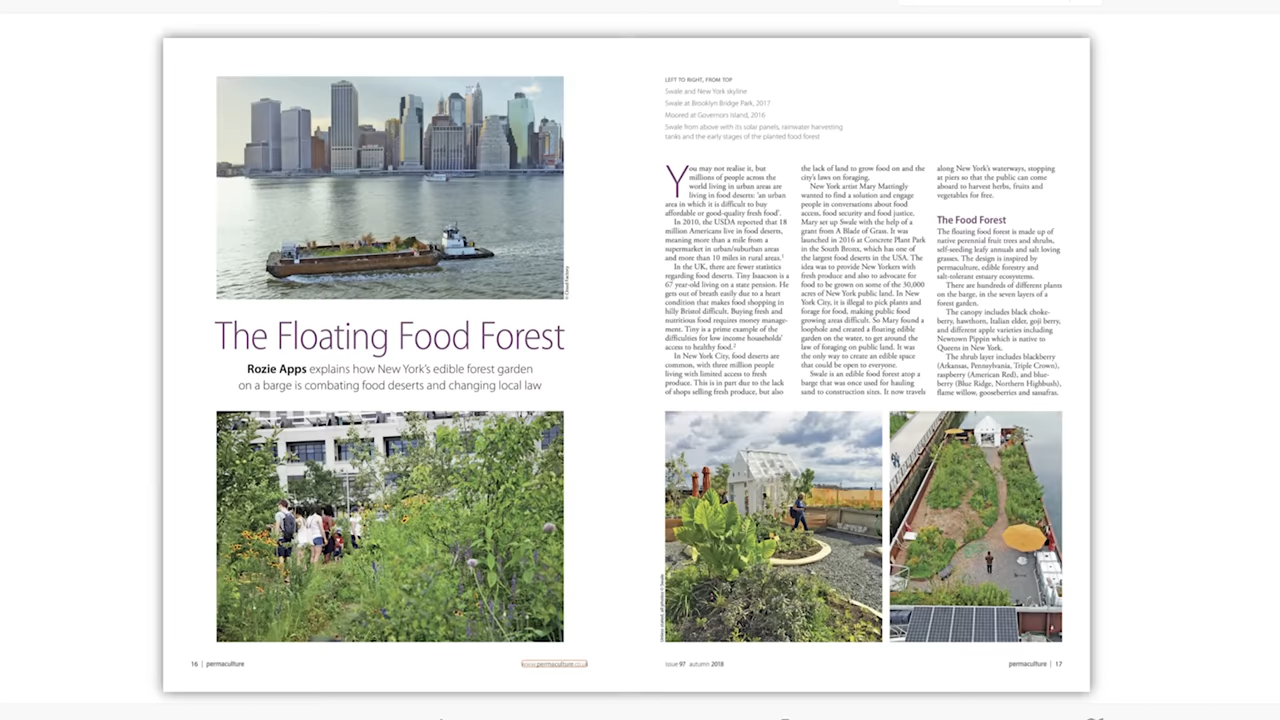 © Cloud Factory
The Floating Food Forest
Rozie Apps explains how New York's edible forest garden
on a barge is combating food deserts and changing local law
16 | permaculture
www.permaculture.co.uk
LEFT TO RIGHT, FROM TOP
Swale and New York skyline
Swale at Brooklyn Bridge Park, 2017
Moored at Governors Island, 2016
Swale from above with its solar panels, rainwater harvesting
tanks and the early stages of the planted food forest
You may not realise it, but
millions of people across the
world living in urban areas are
living in food deserts: 'an urban
area in which it is difficult to buy
affordable or good-quality fresh food'.
In 2010, the USDA reported that 18
million Americans live in food deserts,
meaning more than a mile from a
supermarket in urban/suburban areas
and more than 10 miles in rural areas.¹
In the UK, there are fewer statistics
regarding food deserts. Tiny Isaacson is a
67 year-old living on a state pension. He
gets out of breath easily due to a heart
condition that makes food shopping in
hilly Bristol difficult. Buying fresh and
nutritious food requires money manage-
ment. Tiny is a prime example of the
difficulties for low income households'
access to healthy food.²
In New York City, food deserts are
common, with three million people
living with limited access to fresh
produce. This is in part due to the lack
of shops selling fresh produce, but also
the lack of land to grow food on and the
city's laws on foraging.
New York artist Mary Mattingly
wanted to find a solution and engage
people in conversations about food
access, food security and food justice.
Mary set up Swale with the help of a
grant from A Blade of Grass. It was
launched in 2016 at Concrete Plant Park
in the South Bronx, which has one of
the largest food deserts in the USA. The
idea was to provide New Yorkers with
fresh produce and also to advocate for
food to be grown on some of the 30,000
acres of New York public land. In New
York City, it is illegal to pick plants and
forage for food, making public food
growing areas difficult. So Mary found a
loophole and created a floating edible
garden on the water, to get around the
law of foraging on public land. It was
the only way to create an edible space
that could be open to everyone.
Swale is an edible food forest atop a
barge that was once used for hauling
sand to construction sites. It now travels
along New York's waterways, stopping
at piers so that the public can come
aboard to harvest herbs, fruits and
vegetables for free.
The Food Forest
The floating food forest is made up of
native perennial fruit trees and shrubs,
self-seeding leafy annuals and salt loving
grasses. The design is inspired by
permaculture, edible forestry and
salt-tolerant estuary ecosystems.
There are hundreds of different plants
on the barge, in the seven layers of a
forest garden.
The canopy includes black choke-
berry, hawthorn, Italian elder, goji berry,
and different apple varieties including
Newtown Pippin which is native to
Queens in New York.
The shrub layer includes blackberry
(Arkansas, Pennsylvania, Triple Crown),
raspberry (American Red), and blue-
berry (Blue Ridge, Northern Highbush),
flame willow, gooseberries and sassafras.
Unless stated, all photos © Swale
issue 97 autumn 2018
permaculture | 17